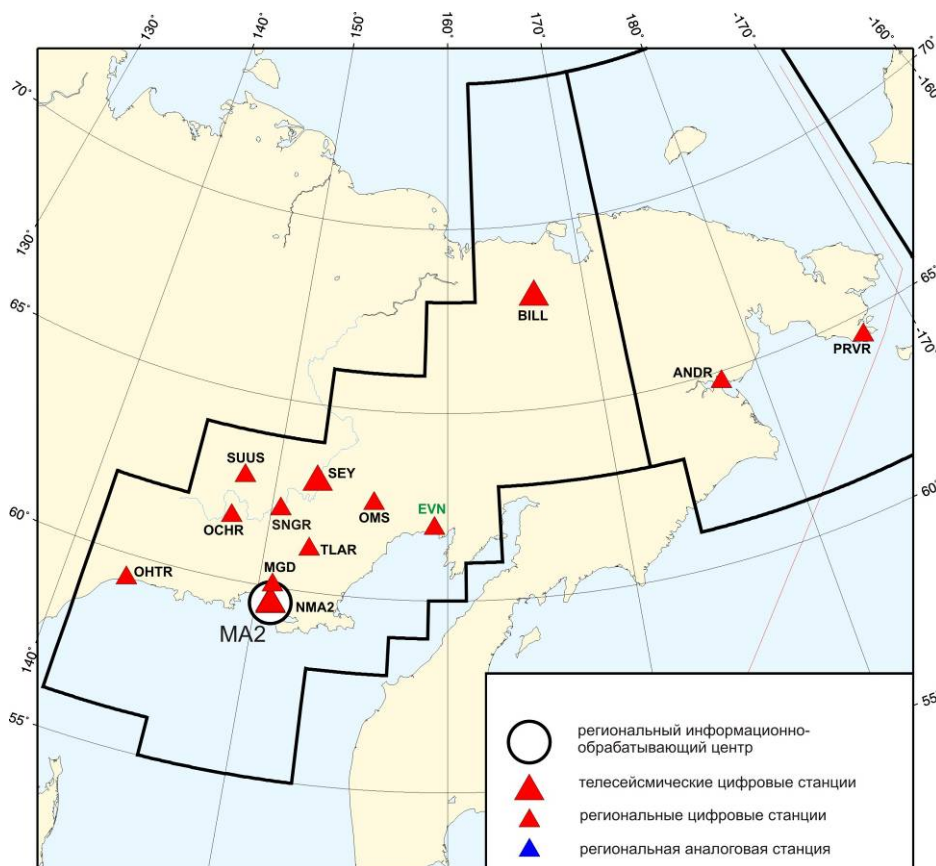 130°
140°
150°
160°
170°
180°
-170°
-160°
70°
-160°
70°
130°
65°
65°
-170°
BILL
PRVR
ANDR
SUUS
SEY
EVN
60°
OMS
60°
OCHR
SNGR
TLAR
OHTR
MGD
NMA2
MA2
140°
55°
55°
региональный информационно-
обрабатывающий центр
телесейсмические цифровые станции
региональные цифровые станции
региональная аналоговая станция